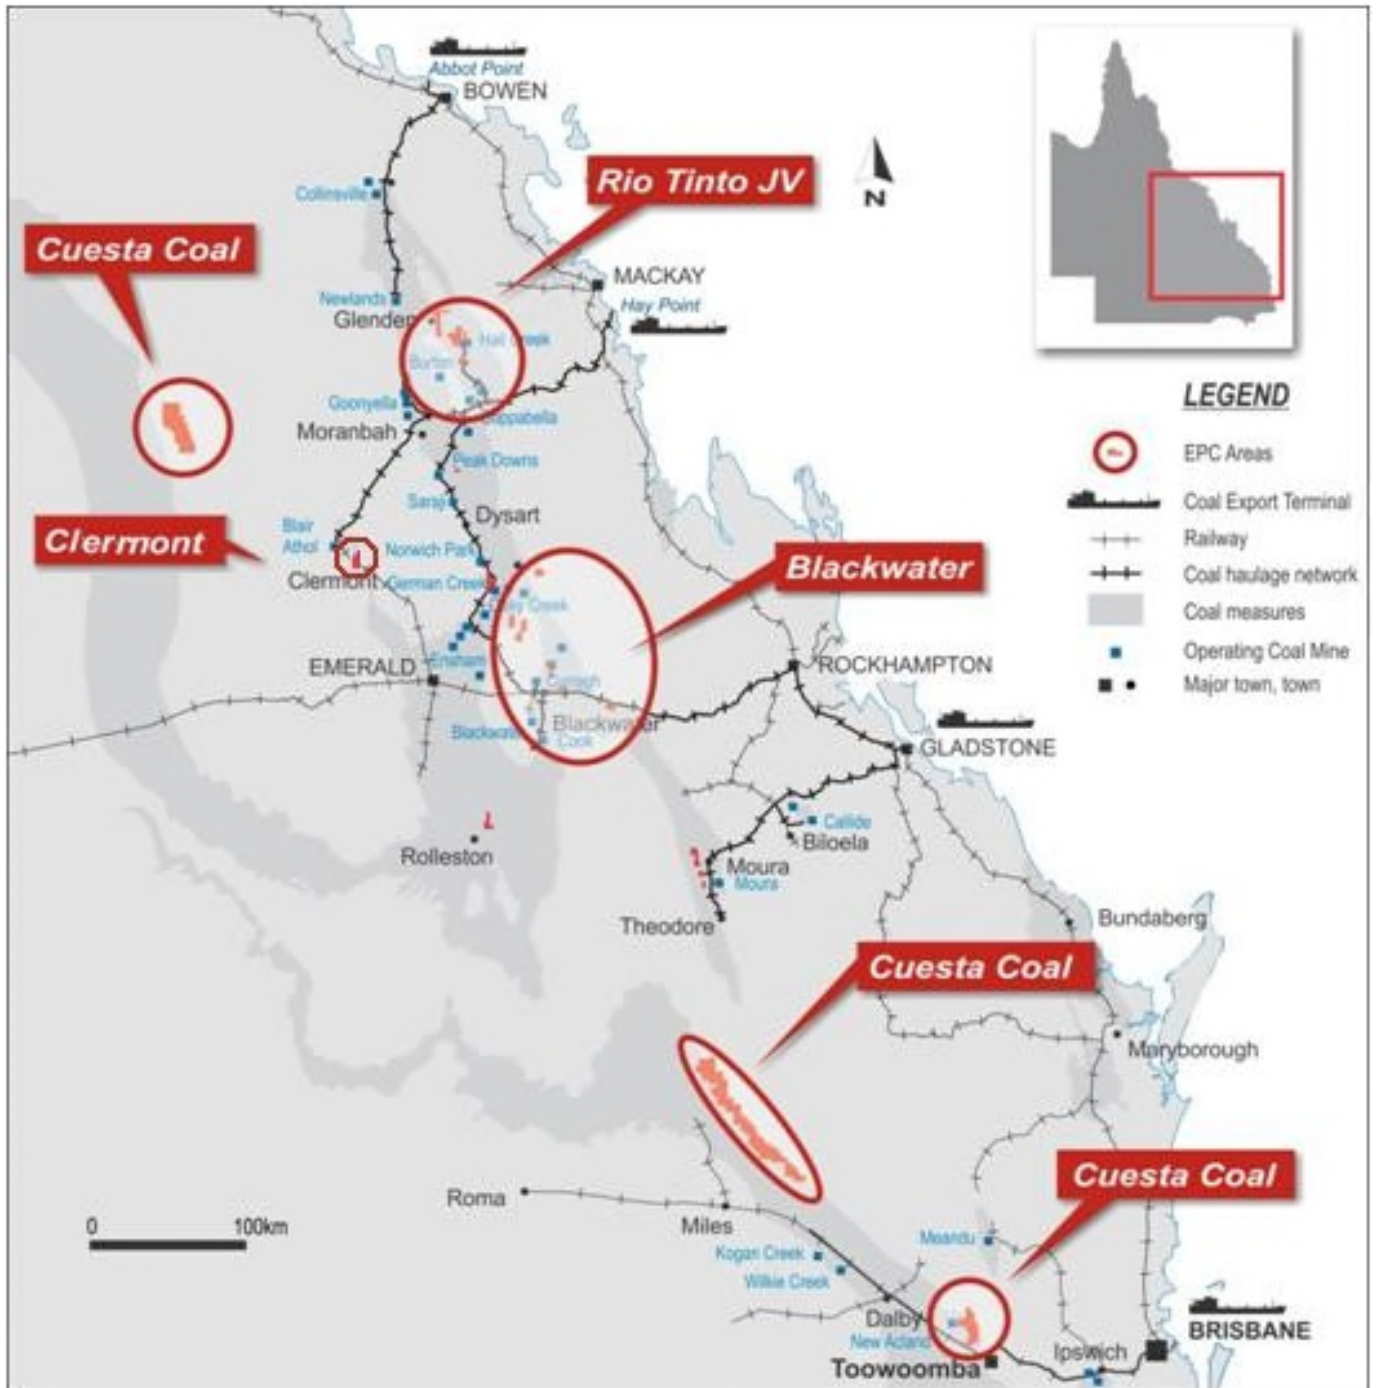 Abbot Point
BOWEN
Rio Tinto JV
N
Collinsville
Cuesta Coal
MACKAY
Newlands
Hay Point
Glenden
Hail Creek
Burton
LEGEND
Goonyella
Coppabella
Moranbah
EPC Areas
Peak Downs
Coal Export Terminal
Saraji
Dysart
Blair
Athol
Railway
Clermont
Norwich Park
Blackwater
Coal haulage network
Clermont
German Creek
Oaky Creek
Coal measures
Operating Coal Mine
Ensham
EMERALD
ROCKHAMPTON
Curragh
Major town, town
Blackwater
Blackwater
Cook
GLADSTONE
Callide
Biloela
Rolleston
Moura
Moura
Theodore
Bundaberg
Cuesta Coal
Maryborough
Cuesta Coal
Roma
Miles
0 100km
Meandu
Kogan Creek
Wilkie Creek
Dalby
New Acland
BRISBANE
Ipswich
Toowoomba